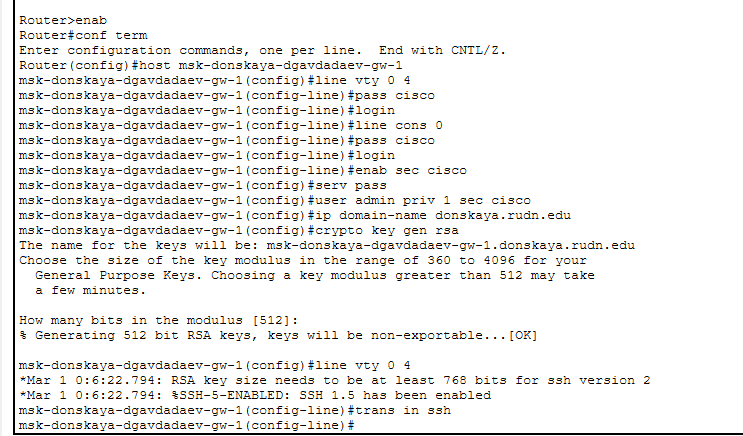 Router>enab
Router#conf term
Enter configuration commands, one per line.  End with CNTL/Z.
Router(config)#host msk-donskaya-dgavdadaev-gw-1
msk-donskaya-dgavdadaev-gw-1(config)#line vty 0 4
msk-donskaya-dgavdadaev-gw-1(config-line)#pass cisco
msk-donskaya-dgavdadaev-gw-1(config-line)#login
msk-donskaya-dgavdadaev-gw-1(config-line)#line cons 0
msk-donskaya-dgavdadaev-gw-1(config-line)#pass cisco
msk-donskaya-dgavdadaev-gw-1(config-line)#login
msk-donskaya-dgavdadaev-gw-1(config-line)#enab sec cisco
msk-donskaya-dgavdadaev-gw-1(config)#serv pass
msk-donskaya-dgavdadaev-gw-1(config)#user admin priv 1 sec cisco
msk-donskaya-dgavdadaev-gw-1(config)#ip domain-name donskaya.rudn.edu
msk-donskaya-dgavdadaev-gw-1(config)#crypto key gen rsa
The name for the keys will be: msk-donskaya-dgavdadaev-gw-1.donskaya.rudn.edu
Choose the size of the key modulus in the range of 360 to 4096 for your
  General Purpose Keys. Choosing a key modulus greater than 512 may take
  a few minutes.

How many bits in the modulus [512]:
% Generating 512 bit RSA keys, keys will be non-exportable...[OK]

msk-donskaya-dgavdadaev-gw-1(config)#line vty 0 4
*Mar 1 0:6:22.794: RSA key size needs to be at least 768 bits for ssh version 2
*Mar 1 0:6:22.794: %SSH-5-ENABLED: SSH 1.5 has been enabled
msk-donskaya-dgavdadaev-gw-1(config-line)#trans in ssh
msk-donskaya-dgavdadaev-gw-1(config-line)#